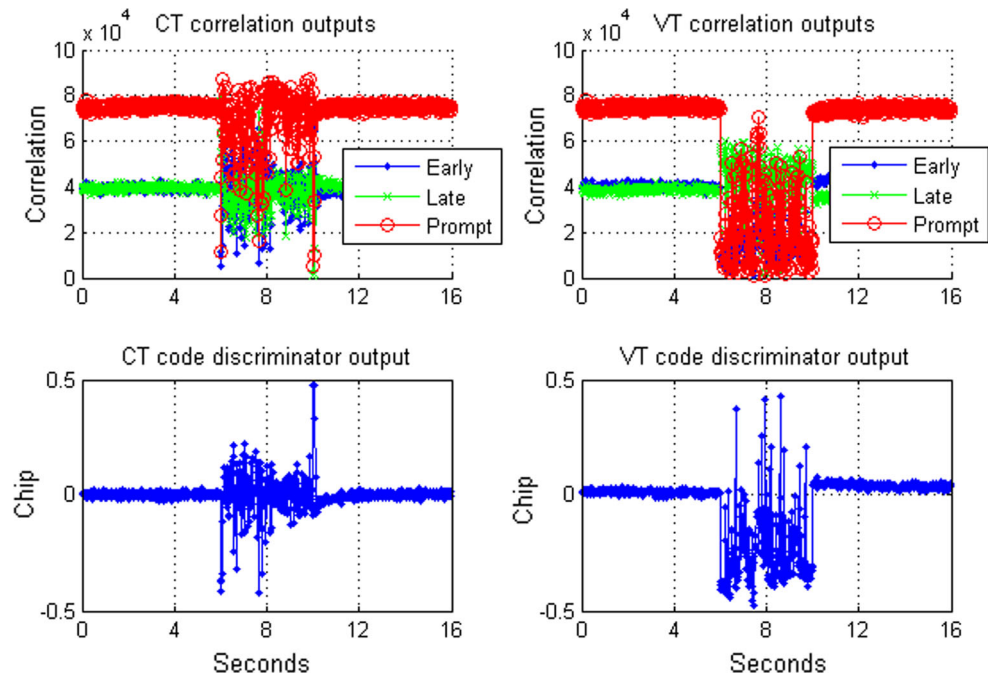 CT correlation outputs
x 10^4
Correlation
10
8
6
4
2
0
0 4 8 12 16
Early
Late
Prompt
VT correlation outputs
x 10^4
Correlation
10
8
6
4
2
0
0 4 8 12 16
Early
Late
Prompt
CT code discriminator output
Chip
0.5
0
-0.5
0 4 8 12 16
Seconds
VT code discriminator output
Chip
0.5
0
-0.5
0 4 8 12 16
Seconds